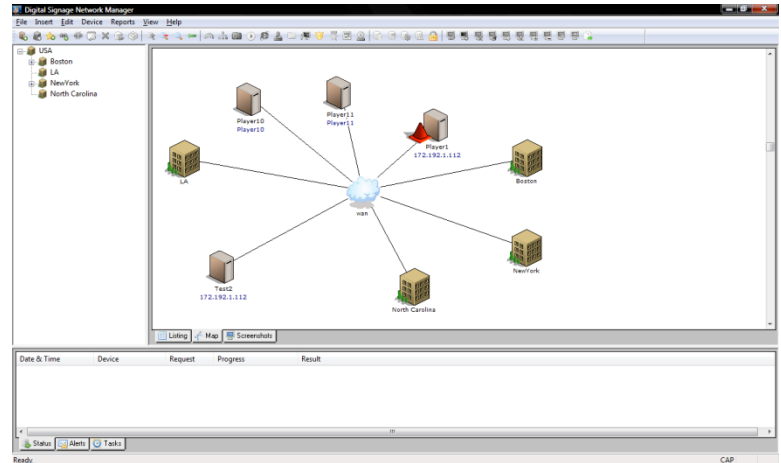 Digital Signage Network Manager
File Insert Edit Device Reports View Help
USA
Boston
LA
NewYork
North Carolina
Player10
Player10
Player11
Player11
Player1
172.192.1.112
LA
Boston
wan
NewYork
Test2
172.192.1.112
North Carolina
Listing Map Screenshots
Date & Time Device Request Progress Result
Status Alerts Tasks
Ready CAP